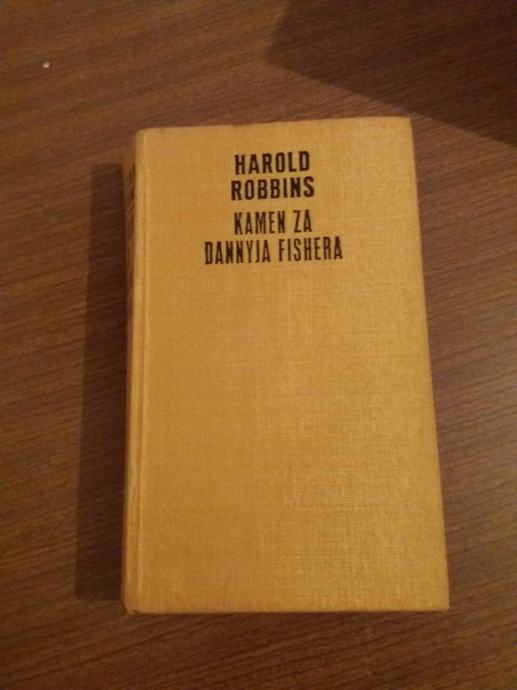 HAROLD
ROBBINS
KAMEN ZA
DANNYJA FISHERA